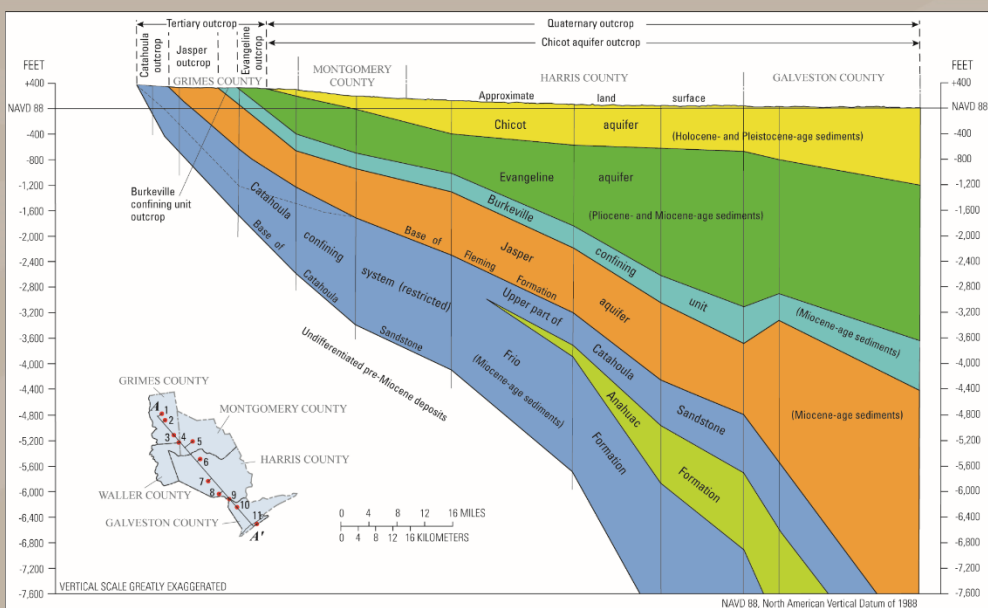 Tertiary outcrop
Quaternary outcrop
Chicot aquifer outcrop
Catahoula outcrop
Jasper outcrop
Evangeline outcrop
FEET
GRIMES COUNTY
MONTGOMERY COUNTY
HARRIS COUNTY
GALVESTON COUNTY
FEET
+400
NAVD 88
-400
-800
-1,200
-1,600
-2,000
-2,400
-2,800
-3,200
-3,600
-4,000
-4,400
-4,800
-5,200
-5,600
-6,000
-6,400
-6,800
-7,200
-7,600
+400
NAVD 88
-400
-800
-1,200
-1,600
-2,000
-2,400
-2,800
-3,200
-3,600
-4,000
-4,400
-4,800
-5,200
-5,600
-6,000
-6,400
-6,800
-7,200
-7,600
Approximate land surface
Chicot aquifer
(Holocene- and Pleistocene-age sediments)
Evangeline aquifer
(Pliocene- and Miocene-age sediments)
Burkeville confining unit outcrop
Burkeville confining unit
(Miocene-age sediments)
Jasper aquifer
(Miocene-age sediments)
Catahoula confining system (restricted)
Base of Fleming Formation
Base of Catahoula Sandstone
Upper part of Catahoula Sandstone
Anahuac Formation
Frio Formation
(Miocene-age sediments)
Undifferentiated pre-Miocene deposits
GRIMES COUNTY
MONTGOMERY COUNTY
HARRIS COUNTY
WALLER COUNTY
GALVESTON COUNTY
A
1
2
3
4
5
6
7
8
9
10
11
A'
0 4 8 12 16 MILES
0 4 8 12 16 KILOMETERS
VERTICAL SCALE GREATLY EXAGGERATED
NAVD 88, North American Vertical Datum of 1988